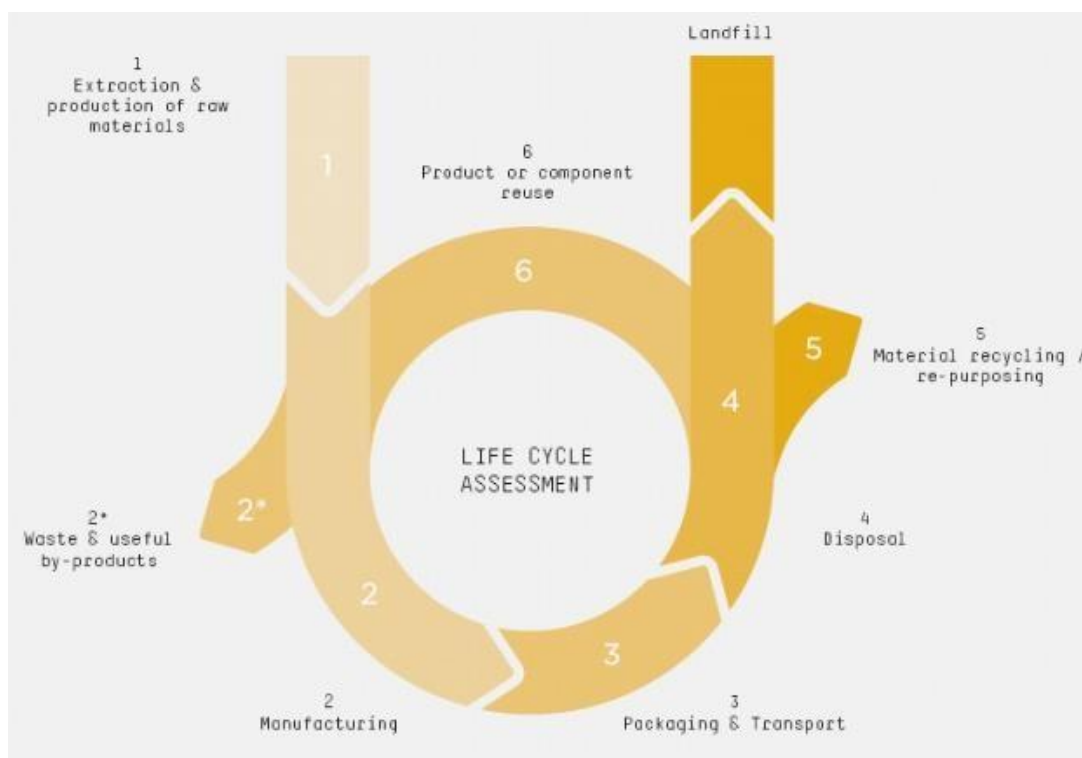 Landfill
1
Extraction &
production of raw
materials
1
6
Product or component
reuse
6
5
5
Material recycling /
re-purposing
4
LIFE CYCLE
ASSESSMENT
2*
2*
Waste & useful
by-products
4
Disposal
2
3
2
Manufacturing
3
Packaging & Transport